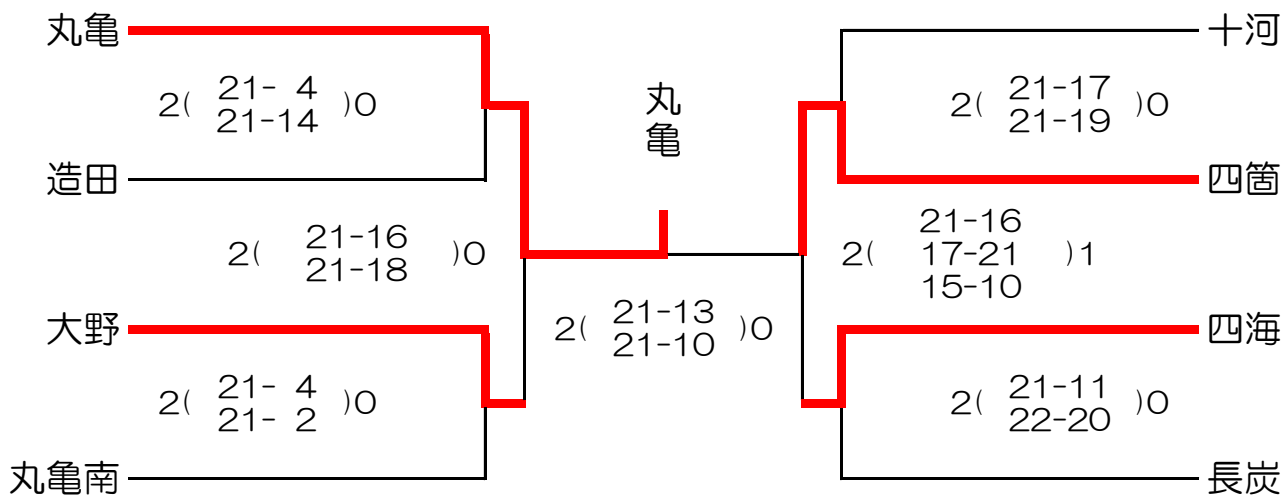 丸亀
2( 21- 4 )0
21-14
造田
2( 21-16 )0
21-18
大野
2( 21- 4 )0
21- 2
丸亀南
丸
亀
2( 21-13 )0
21-10
十河
2( 21-17 )0
21-19
四箇
21-16
2( 17-21 )1
15-10
四海
2( 21-11 )0
22-20
長炭